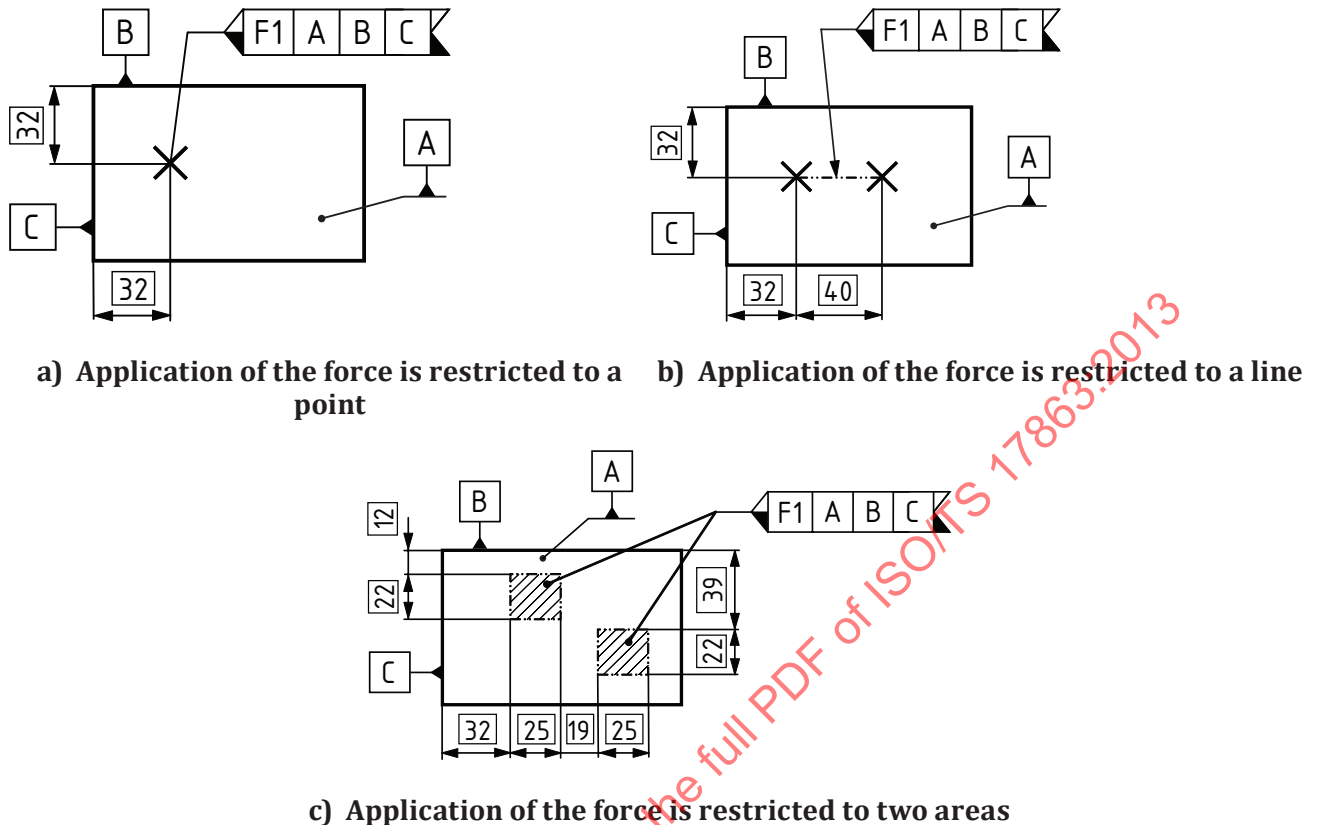 B
F1 A B C
32
A
C
32
B
F1 A B C
32
A
C
32 40
a) Application of the force is restricted to a
point
b) Application of the force is restricted to a line
A
B
F1 A B C
12
22
39
22
C
32 25 19 25
c) Application of the force is restricted to two areas
the full PDF of ISO/TS 17863:2013